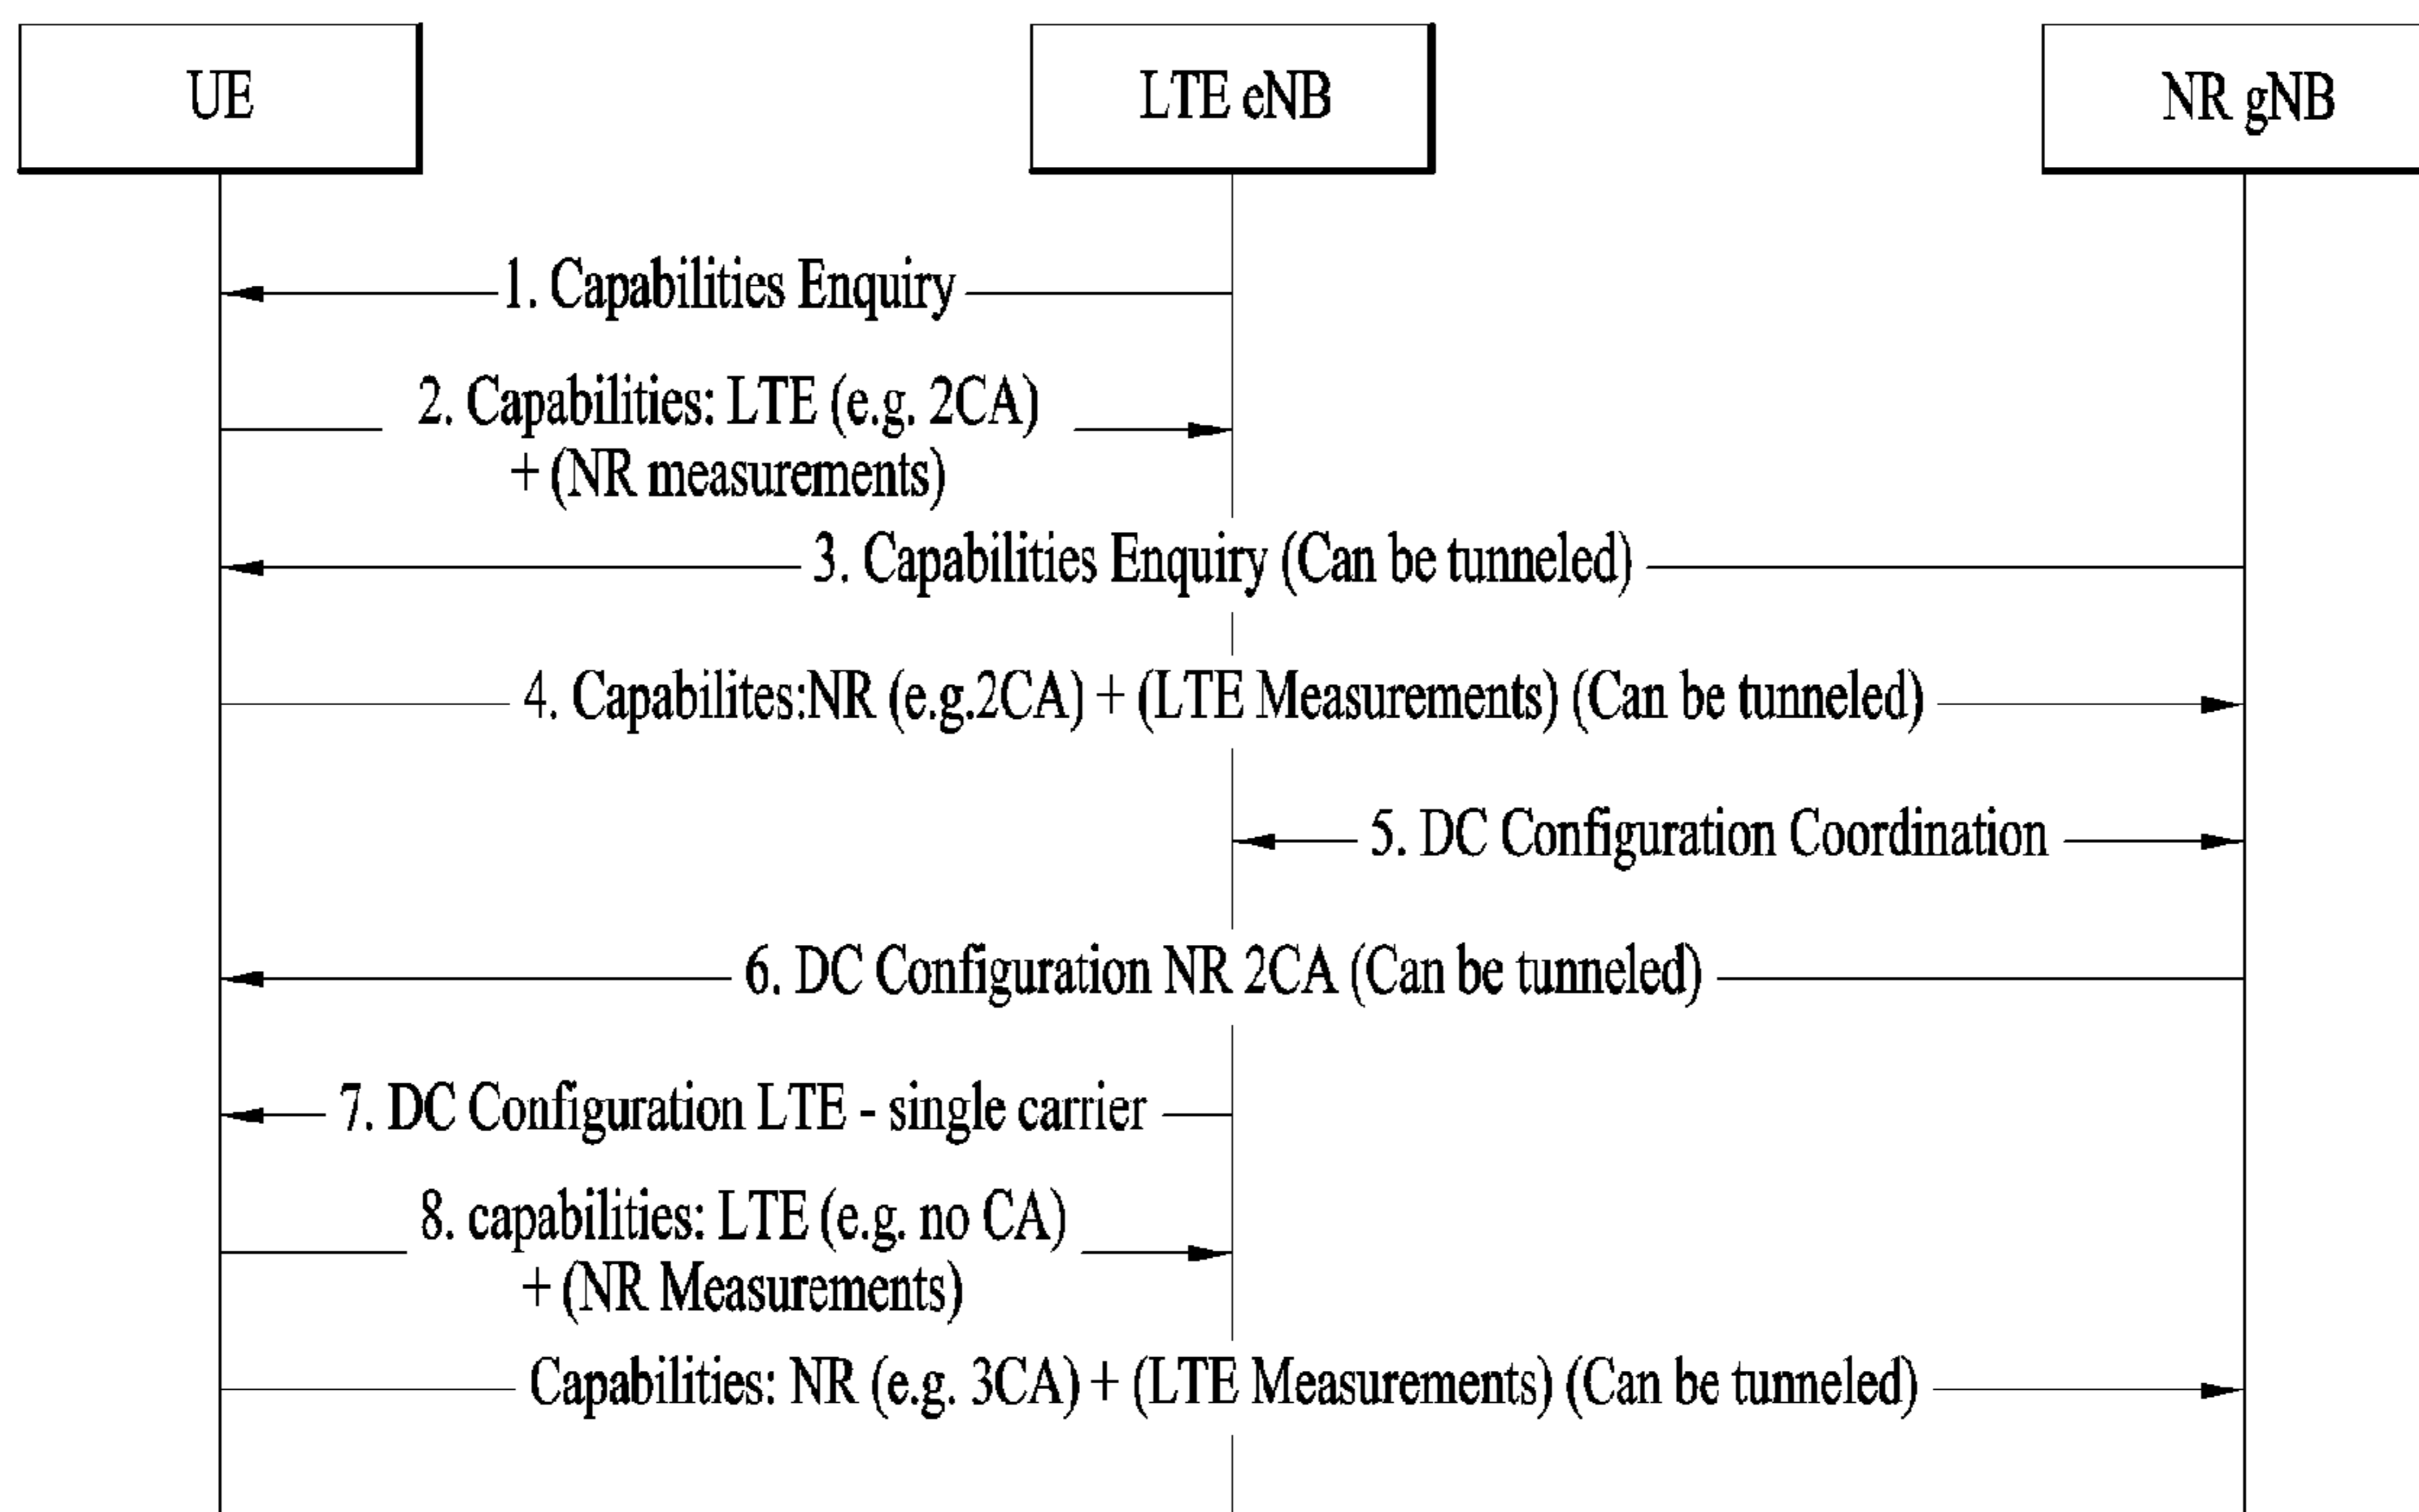 UE
LTE eNB
NR gNB
1. Capabilities Enquiry
2. Capabilities: LTE (e.g. 2CA)
+ (NR measurements)
3. Capabilities Enquiry (Can be tunneled)
4. Capabilites:NR (e.g.2CA) + (LTE Measurements) (Can be tunneled)
5. DC Configuration Coordination
6. DC Configuration NR 2CA (Can be tunneled)
7. DC Configuration LTE - single carrier
8. capabilities: LTE (e.g. no CA)
+ (NR Measurements)
Capabilities: NR (e.g. 3CA) + (LTE Measurements) (Can be tunneled)